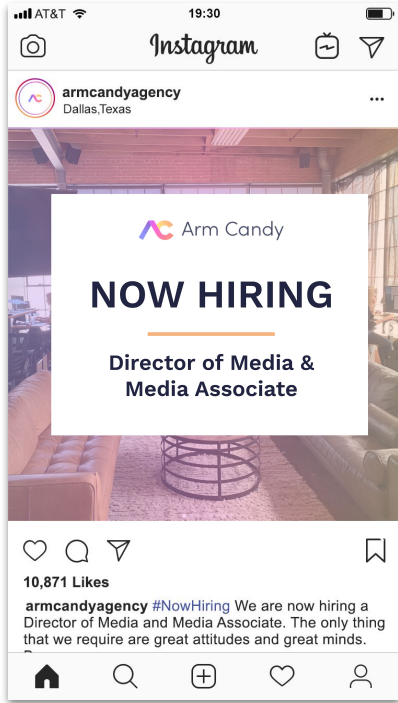 AT&T 19:30
Instagram
armcandyagency
Dallas,Texas
AC Arm Candy
NOW HIRING
Director of Media &
Media Associate
10,871 Likes
armcandyagency #NowHiring We are now hiring a
Director of Media and Media Associate. The only thing
that we require are great attitudes and great minds.